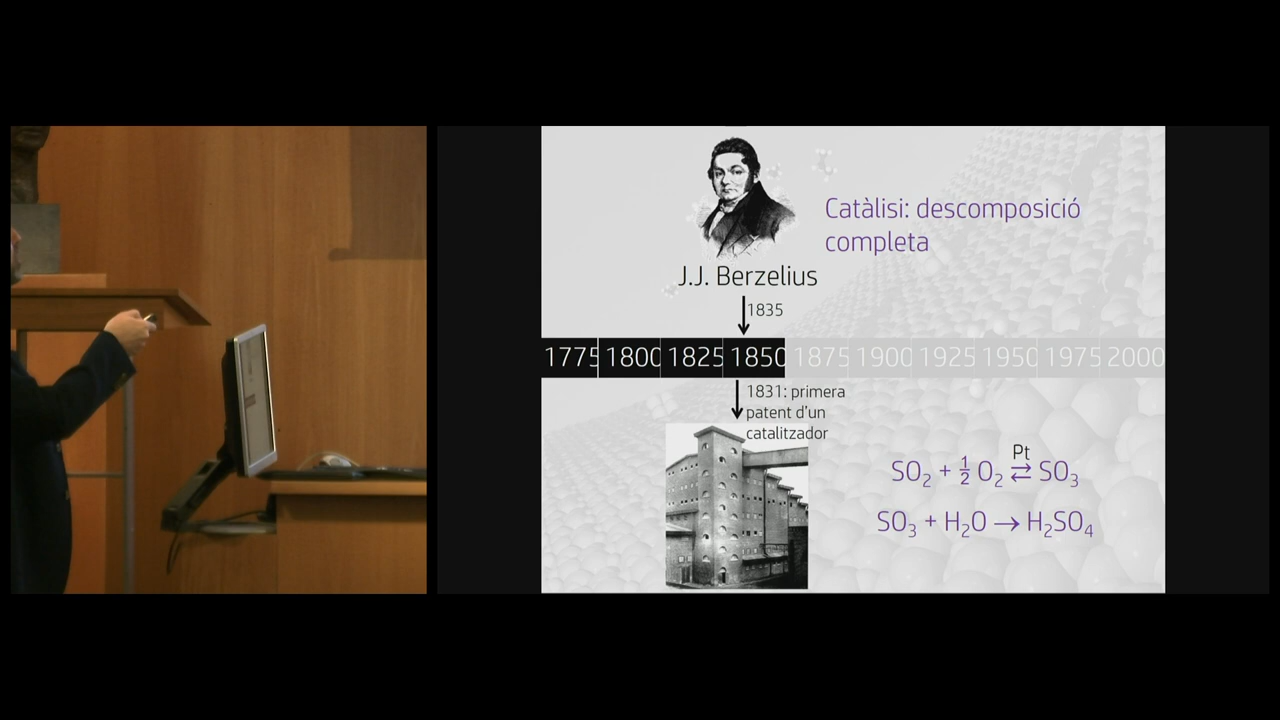 Catàlisi: descomposició
completa
J.J. Berzelius
1835
1775 1800 1825 1850 1875 1900 1925 1950 1975 2000
1831: primera
patent d'un
catalitzador
Pt
SO₂ + ½ O₂ ⇄ SO₃
SO₃ + H₂O → H₂SO₄